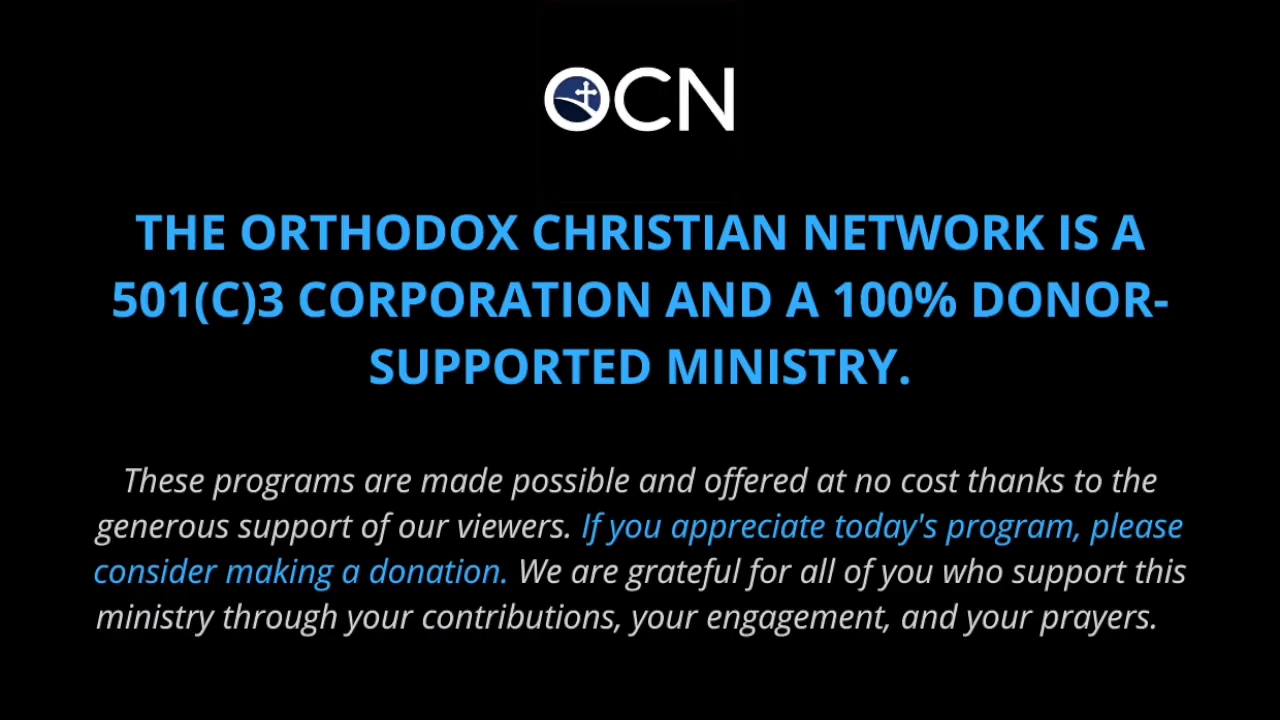 OCN
THE ORTHODOX CHRISTIAN NETWORK IS A
501(C)3 CORPORATION AND A 100% DONOR-
SUPPORTED MINISTRY.
These programs are made possible and offered at no cost thanks to the
generous support of our viewers. If you appreciate today's program, please
consider making a donation. We are grateful for all of you who support this
ministry through your contributions, your engagement, and your prayers.